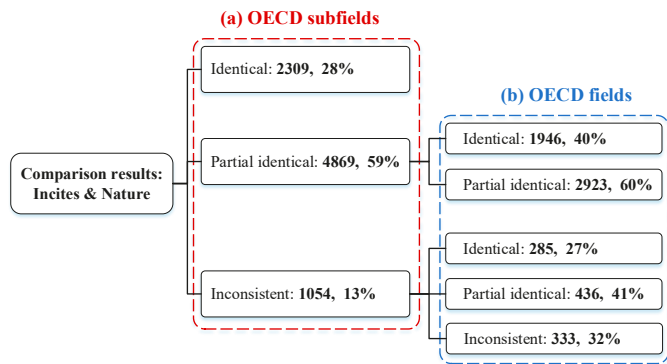 (a) OECD subfields
Identical: 2309, 28%
(b) OECD fields
Identical: 1946, 40%
Comparison results:
Incites & Nature
Partial identical: 4869, 59%
Partial identical: 2923, 60%
Identical: 285, 27%
Inconsistent: 1054, 13%
Partial identical: 436, 41%
Inconsistent: 333, 32%